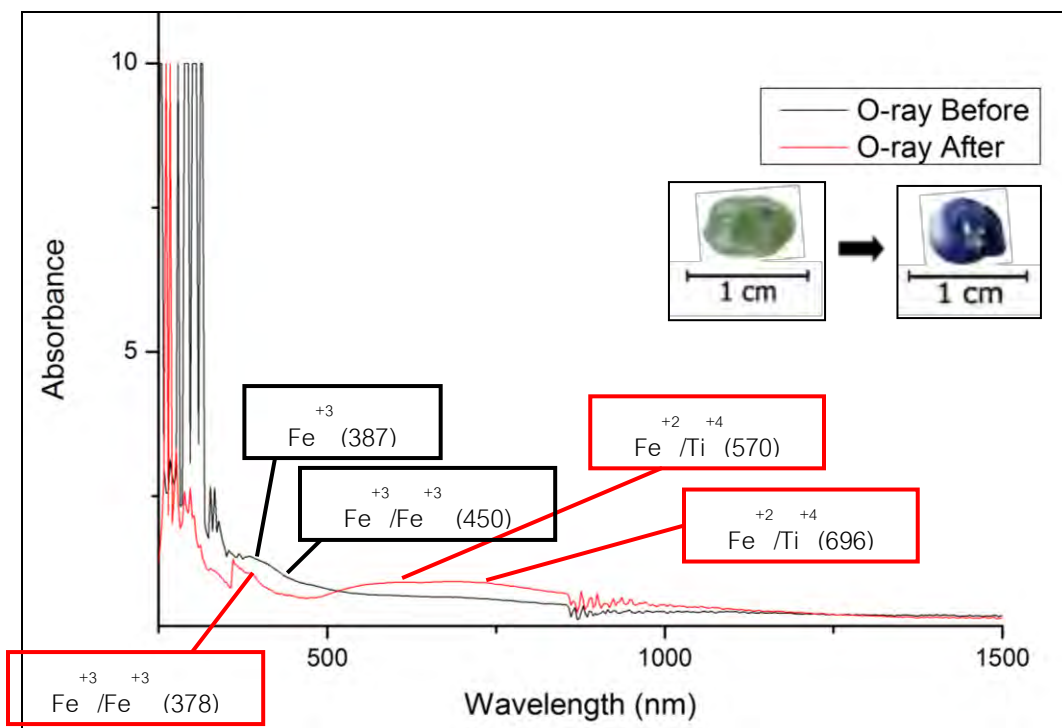 10
O-ray Before
O-ray After
1 cm
1 cm
Absorbance
5
+3
Fe (387)
+3 +3
Fe /Fe (450)
+2 +4
Fe /Ti (570)
+2 +4
Fe /Ti (696)
500
1000
1500
+3 +3
Fe /Fe (378)
Wavelength (nm)